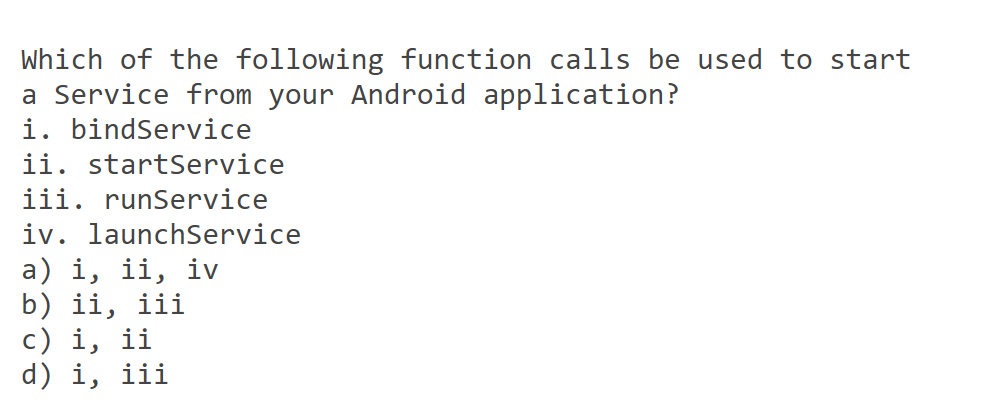 Which of the following function calls be used to start
a Service from your Android application?
i. bindService
ii. startService
iii. runService
iv. launchService
a) i, ii, iv
b) ii, iii
c) i, ii
d) i, iii